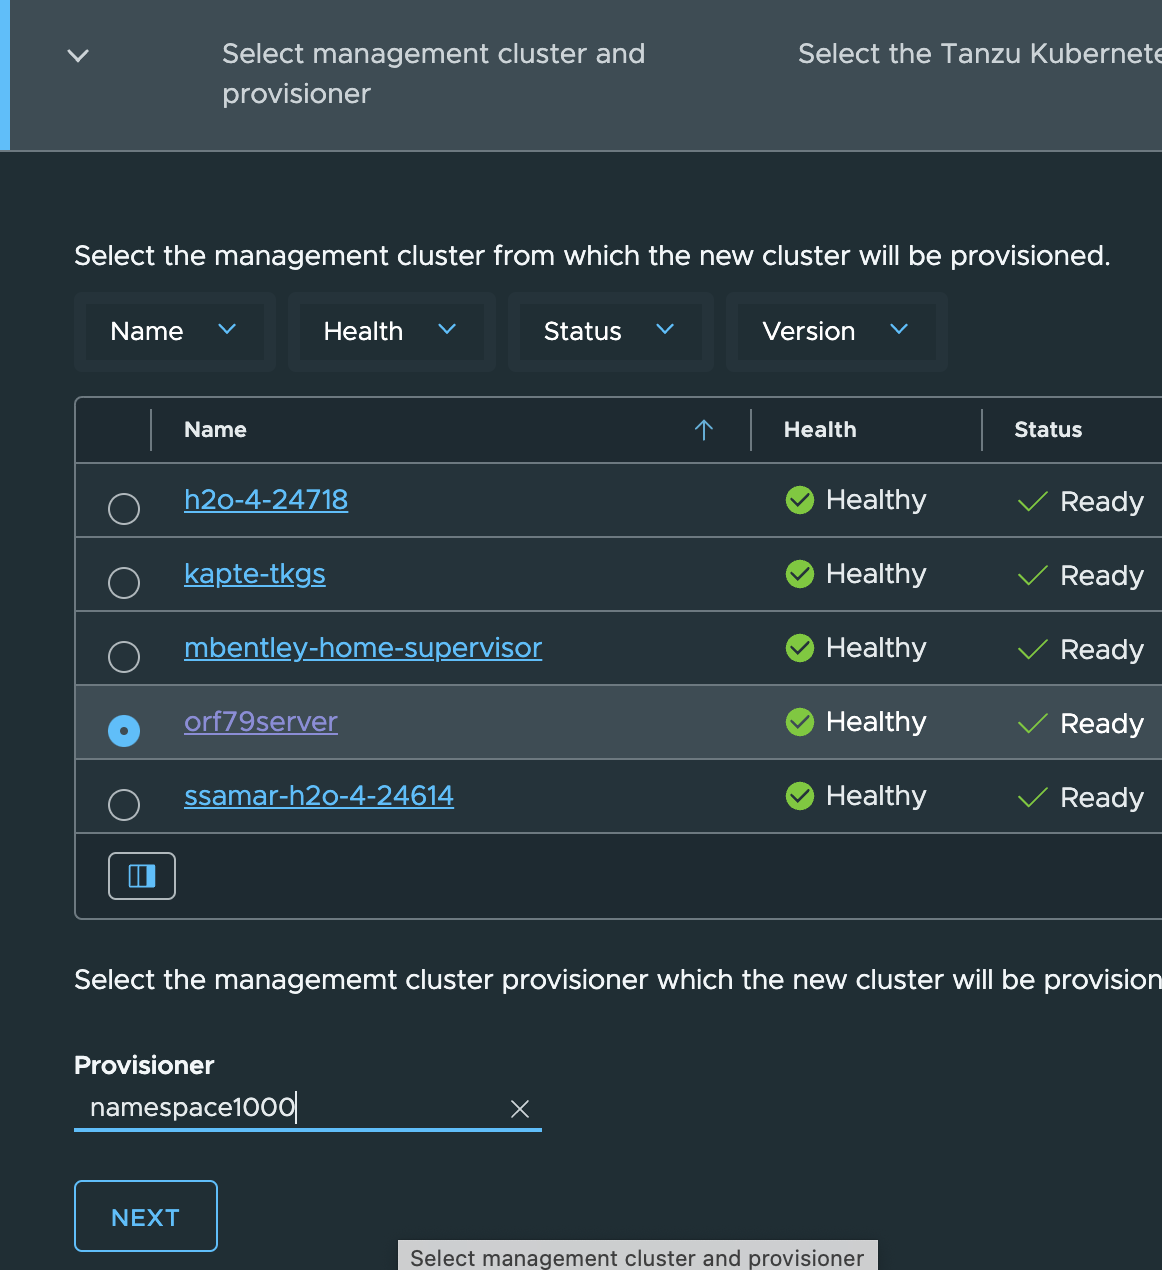 Select management cluster and
provisioner
Select the Tanzu Kubernete
Select the management cluster from which the new cluster will be provisioned.
Name Health Status Version
Name Health Status
h2o-4-24718 Healthy Ready
kapte-tkgs Healthy Ready
mbentley-home-supervisor Healthy Ready
orf79server Healthy Ready
ssamar-h2o-4-24614 Healthy Ready
Select the managememt cluster provisioner which the new cluster will be provision
Provisioner
namespace1000
NEXT
Select management cluster and provisioner